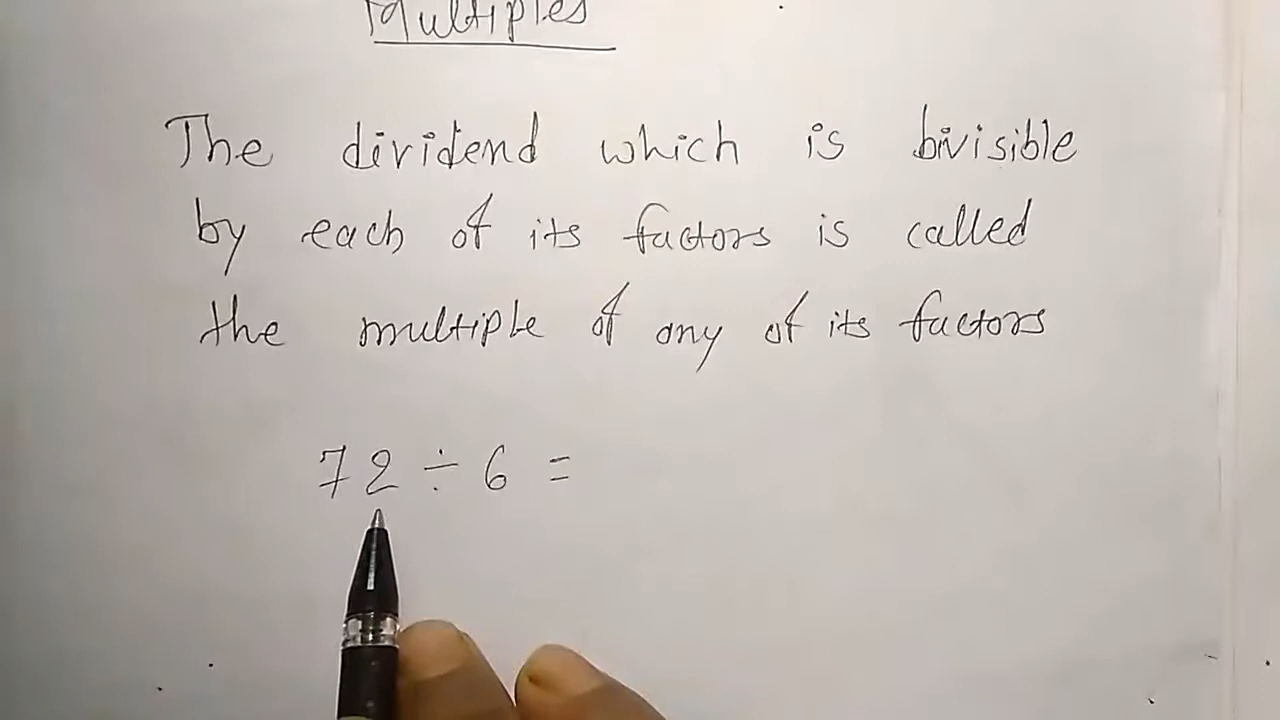 Multiples
The dividend which is bivisible
by each of its factors is called
the multiple of any of its factors
72 ÷ 6 =